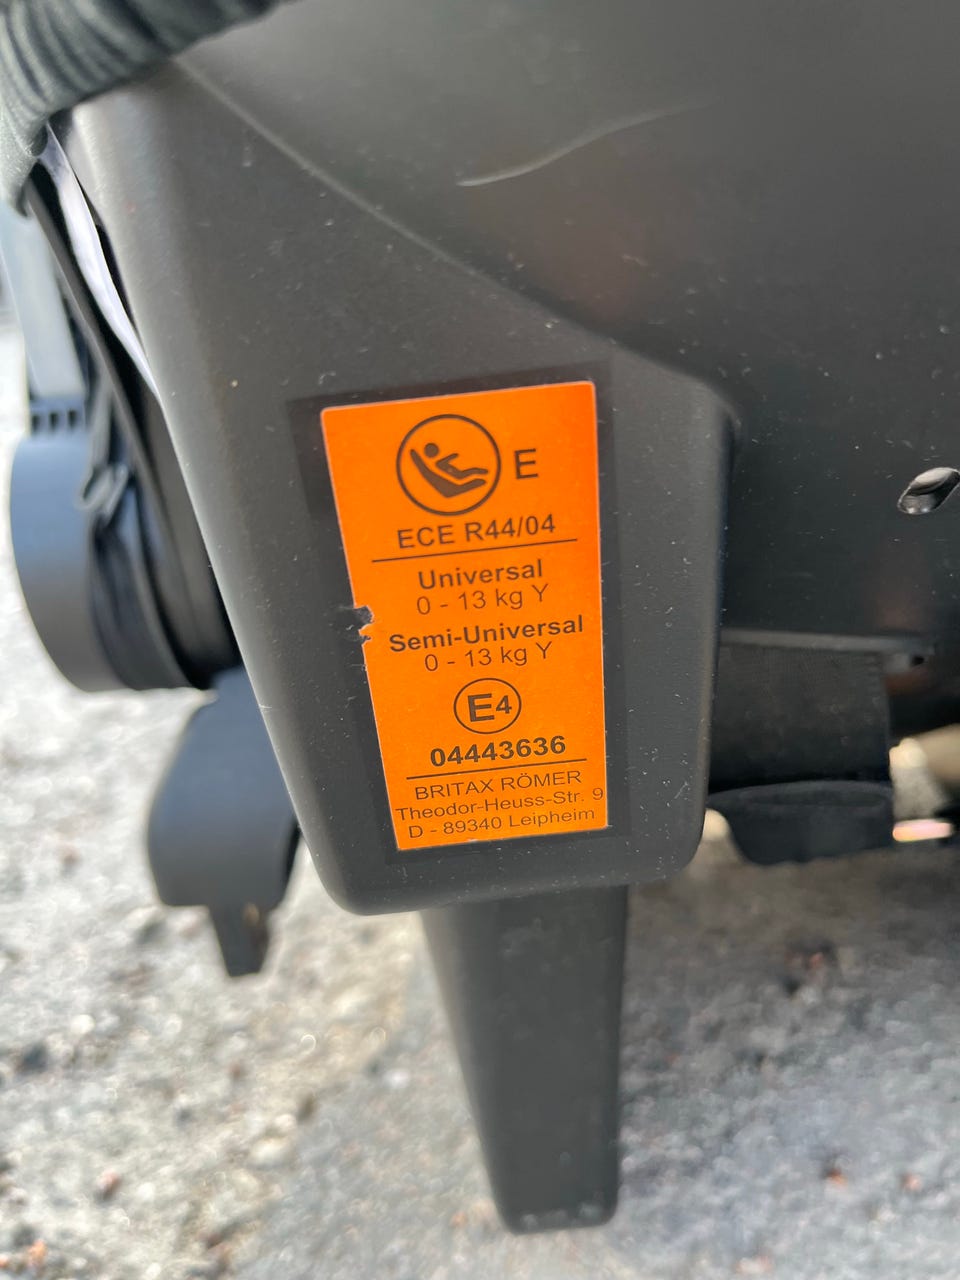 E
ECE R44/04
Universal
0 - 13 kg Y
Semi-Universal
0 - 13 kg Y
E4
04443636
BRITAX RÖMER
Theodor-Heuss-Str. 9
D - 89340 Leipheim